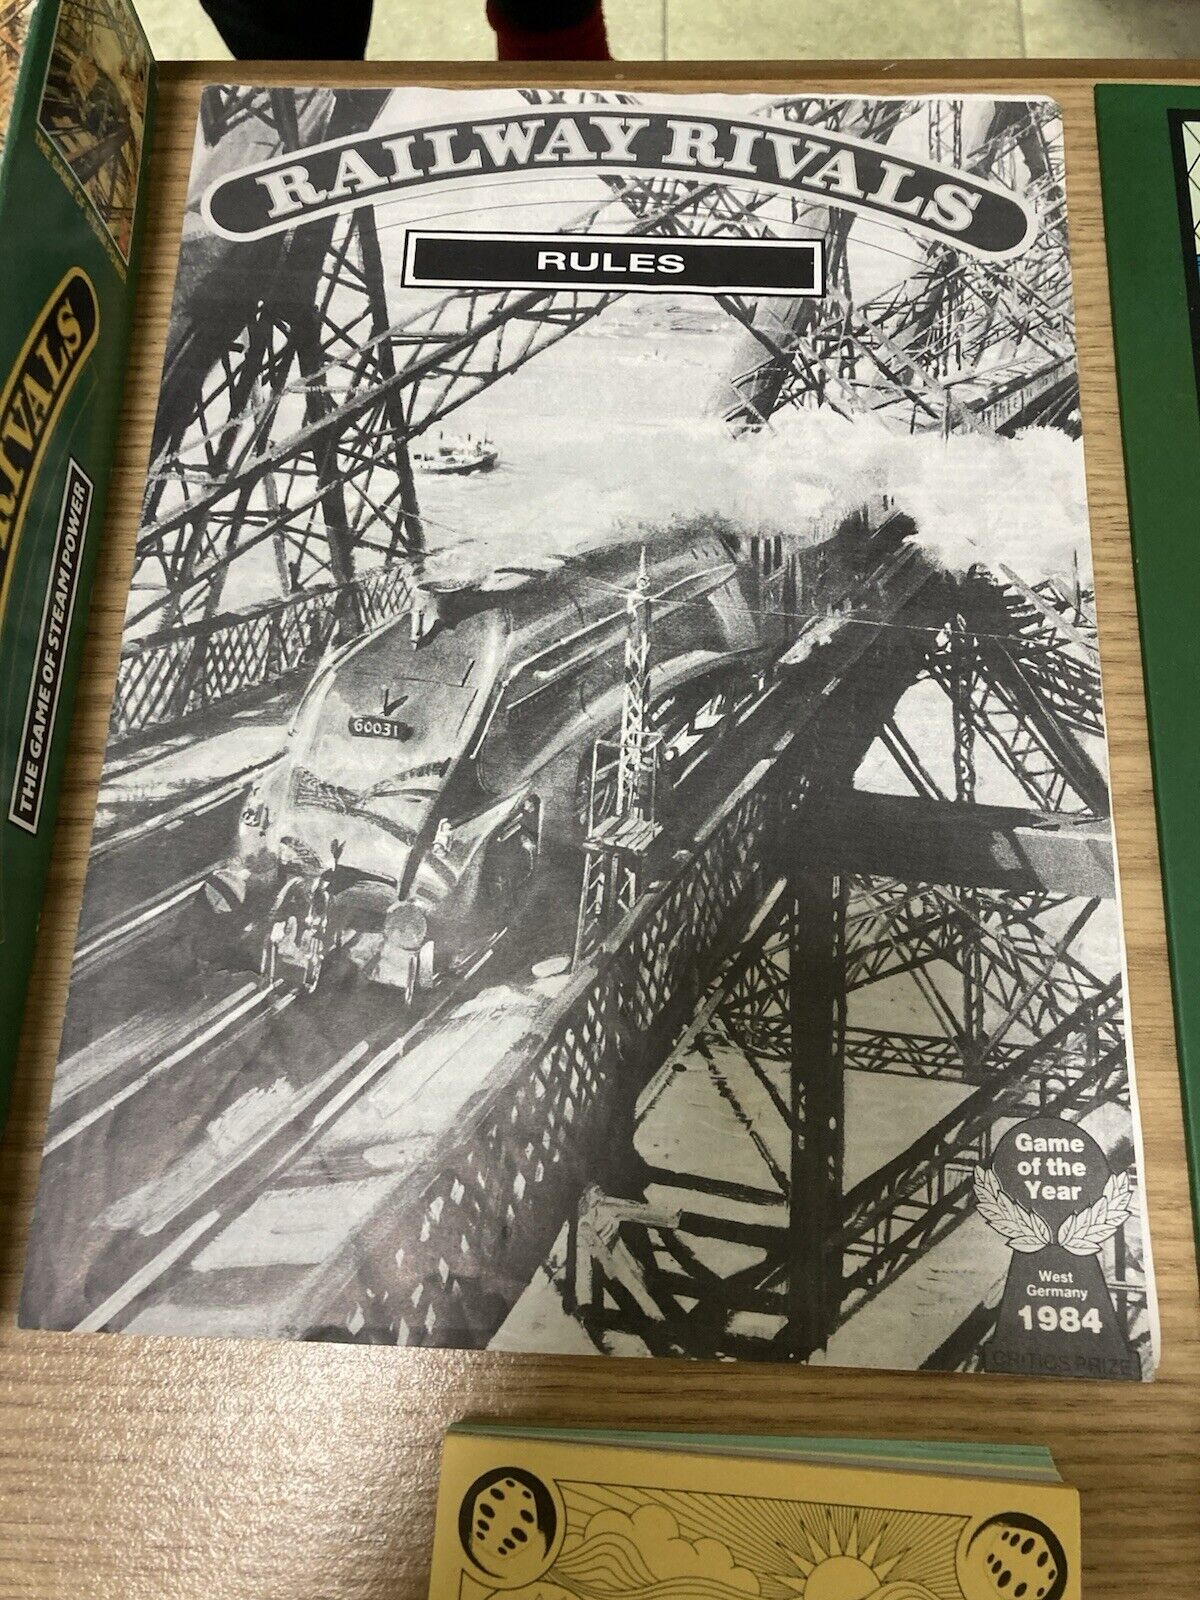 RAILWAY RIVALS
RULES
RIVALS
THE GAME OF STEAM POWER
60031
Game
of the
Year
West
Germany
1984
CRITICS PRIZE